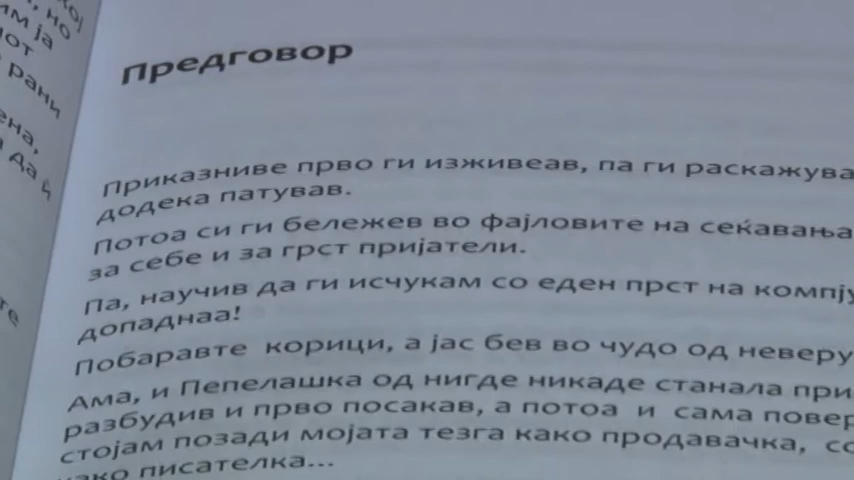 Предговор
Приказниве прво ги изживеав, па ги раскажува
додека патував.
Потоа си ги бележев во фајловите на сеќавања
за себе и за грст пријатели.
Па, научив да ги исчукам со еден прст на компј
допаднаа!
Побаравте корици, а јас бев во чудо од неверу
Ама, и Пепелашка од нигде никаде станала при
разбудив и прво посакав, а потоа и сама повер
стојам позади мојата тезга како продавачка, со
како писателка...